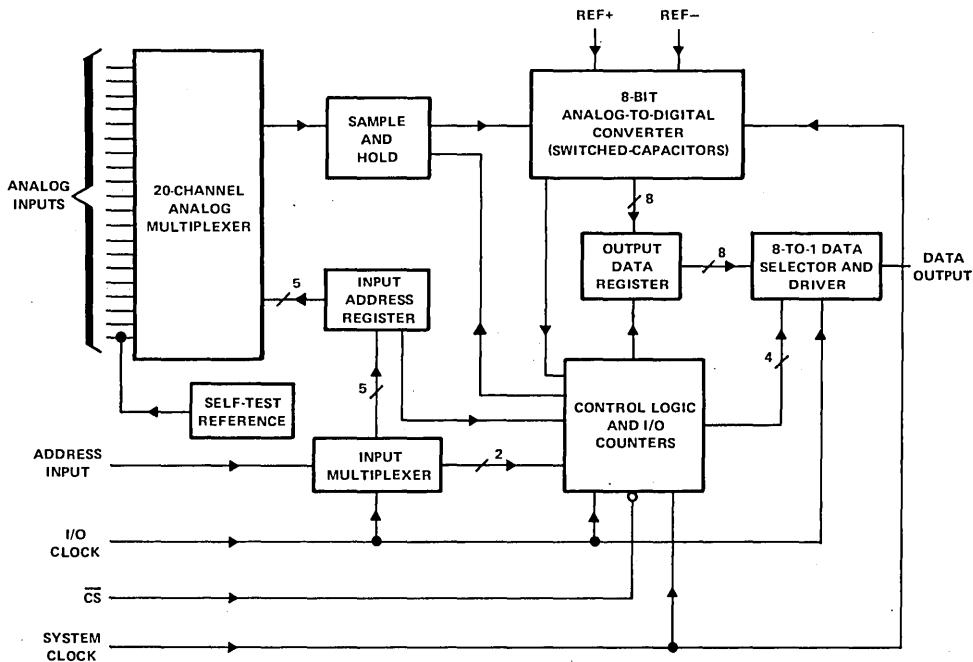 REF+
REF−
8-BIT
ANALOG-TO-DIGITAL
CONVERTER
(SWITCHED-CAPACITORS)
SAMPLE
AND
HOLD
ANALOG
INPUTS
20-CHANNEL
ANALOG
MULTIPLEXER
8
OUTPUT
DATA
REGISTER
8
8-TO-1 DATA
SELECTOR AND
DRIVER
DATA
OUTPUT
5
INPUT
ADDRESS
REGISTER
5
4
SELF-TEST
REFERENCE
CONTROL LOGIC
AND I/O
COUNTERS
ADDRESS
INPUT
INPUT
MULTIPLEXER
2
I/O
CLOCK
C̅S̅
SYSTEM
CLOCK